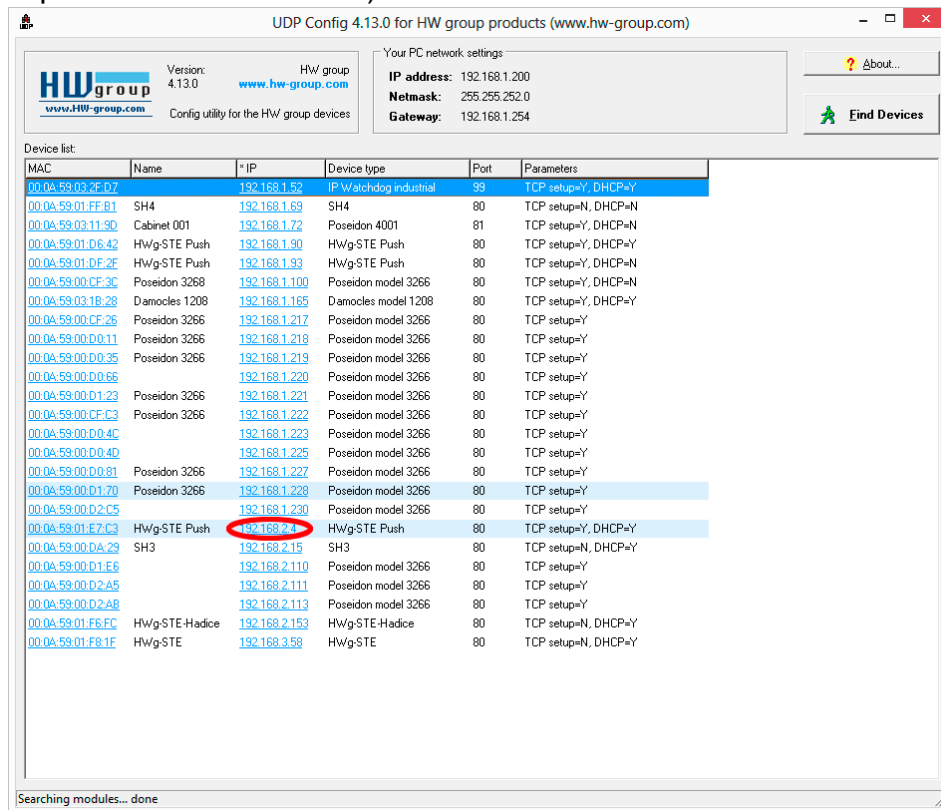 UDP Config 4.13.0 for HW group products (www.hw-group.com)
HWgroup
www.HW-group.com
Version: HW group
4.13.0 www.hw-group.com
Config utility for the HW group devices
Your PC network settings
IP address: 192.168.1.200
Netmask: 255.255.252.0
Gateway: 192.168.1.254
? About...
Find Devices
Device list:
MAC Name * IP Device type Port Parameters
00:0A:59:03:2F:D7 192.168.1.52 IP Watchdog industrial 99 TCP setup=Y, DHCP=Y
00:0A:59:01:FF:B1 SH4 192.168.1.69 SH4 80 TCP setup=N, DHCP=N
00:0A:59:03:11:9D Cabinet 001 192.168.1.72 Poseidon 4001 81 TCP setup=Y, DHCP=N
00:0A:59:01:D6:42 HWg-STE Push 192.168.1.90 HWg-STE Push 80 TCP setup=Y, DHCP=Y
00:0A:59:01:DF:2F HWg-STE Push 192.168.1.93 HWg-STE Push 80 TCP setup=Y, DHCP=N
00:0A:59:00:CF:3C Poseidon 3268 192.168.1.100 Poseidon model 3266 80 TCP setup=Y, DHCP=N
00:0A:59:03:1B:28 Damocles 1208 192.168.1.165 Damocles model 1208 80 TCP setup=Y, DHCP=Y
00:0A:59:00:CF:26 Poseidon 3266 192.168.1.217 Poseidon model 3266 80 TCP setup=Y
00:0A:59:00:D0:11 Poseidon 3266 192.168.1.218 Poseidon model 3266 80 TCP setup=Y
00:0A:59:00:D0:35 Poseidon 3266 192.168.1.219 Poseidon model 3266 80 TCP setup=Y
00:0A:59:00:D0:66 192.168.1.220 Poseidon model 3266 80 TCP setup=Y
00:0A:59:00:D1:23 Poseidon 3266 192.168.1.221 Poseidon model 3266 80 TCP setup=Y
00:0A:59:00:CF:C3 Poseidon 3266 192.168.1.222 Poseidon model 3266 80 TCP setup=Y
00:0A:59:00:D0:4C 192.168.1.223 Poseidon model 3266 80 TCP setup=Y
00:0A:59:00:D0:4D 192.168.1.225 Poseidon model 3266 80 TCP setup=Y
00:0A:59:00:D0:81 Poseidon 3266 192.168.1.227 Poseidon model 3266 80 TCP setup=Y
00:0A:59:00:D1:70 Poseidon 3266 192.168.1.228 Poseidon model 3266 80 TCP setup=Y
00:0A:59:00:D2:C5 192.168.1.230 Poseidon model 3266 80 TCP setup=Y
00:0A:59:01:E7:C3 HWg-STE Push 192.168.2.4 HWg-STE Push 80 TCP setup=Y, DHCP=Y
00:0A:59:00:DA:29 SH3 192.168.2.15 SH3 80 TCP setup=N, DHCP=Y
00:0A:59:00:D1:E6 192.168.2.110 Poseidon model 3266 80 TCP setup=Y
00:0A:59:00:D2:A5 192.168.2.111 Poseidon model 3266 80 TCP setup=Y
00:0A:59:00:D2:AB 192.168.2.113 Poseidon model 3266 80 TCP setup=Y
00:0A:59:01:F6:FC HWg-STE-Hadice 192.168.2.153 HWg-STE-Hadice 80 TCP setup=N, DHCP=Y
00:0A:59:01:F8:1F HWg-STE 192.168.3.58 HWg-STE 80 TCP setup=N, DHCP=Y
Searching modules... done